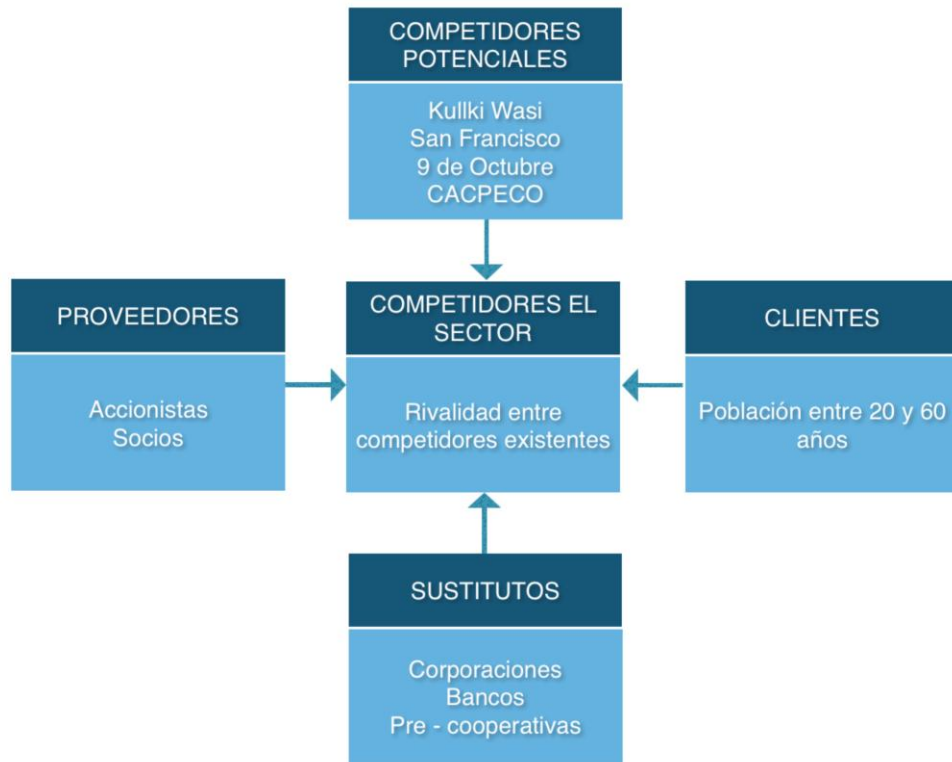 COMPETIDORES
POTENCIALES
Kullki Wasi
San Francisco
9 de Octubre
CACPECO
PROVEEDORES
Accionistas
Socios
COMPETIDORES EL
SECTOR
Rivalidad entre
competidores existentes
CLIENTES
Población entre 20 y 60
años
SUSTITUTOS
Corporaciones
Bancos
Pre - cooperativas